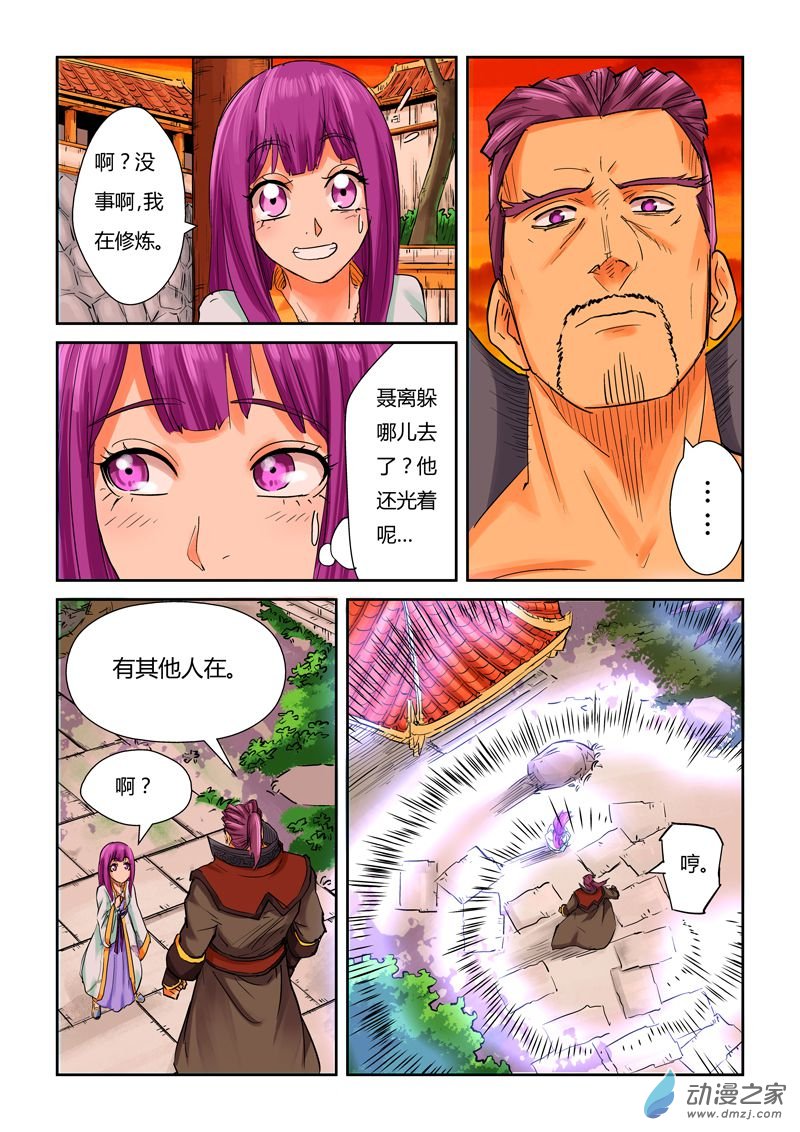 啊？没
事啊,我
在修炼。
……
聂离躲
哪儿去
了？他
还光着
呢...
有其他人在。
啊？
哼。
动漫之家
www.dmzj.com